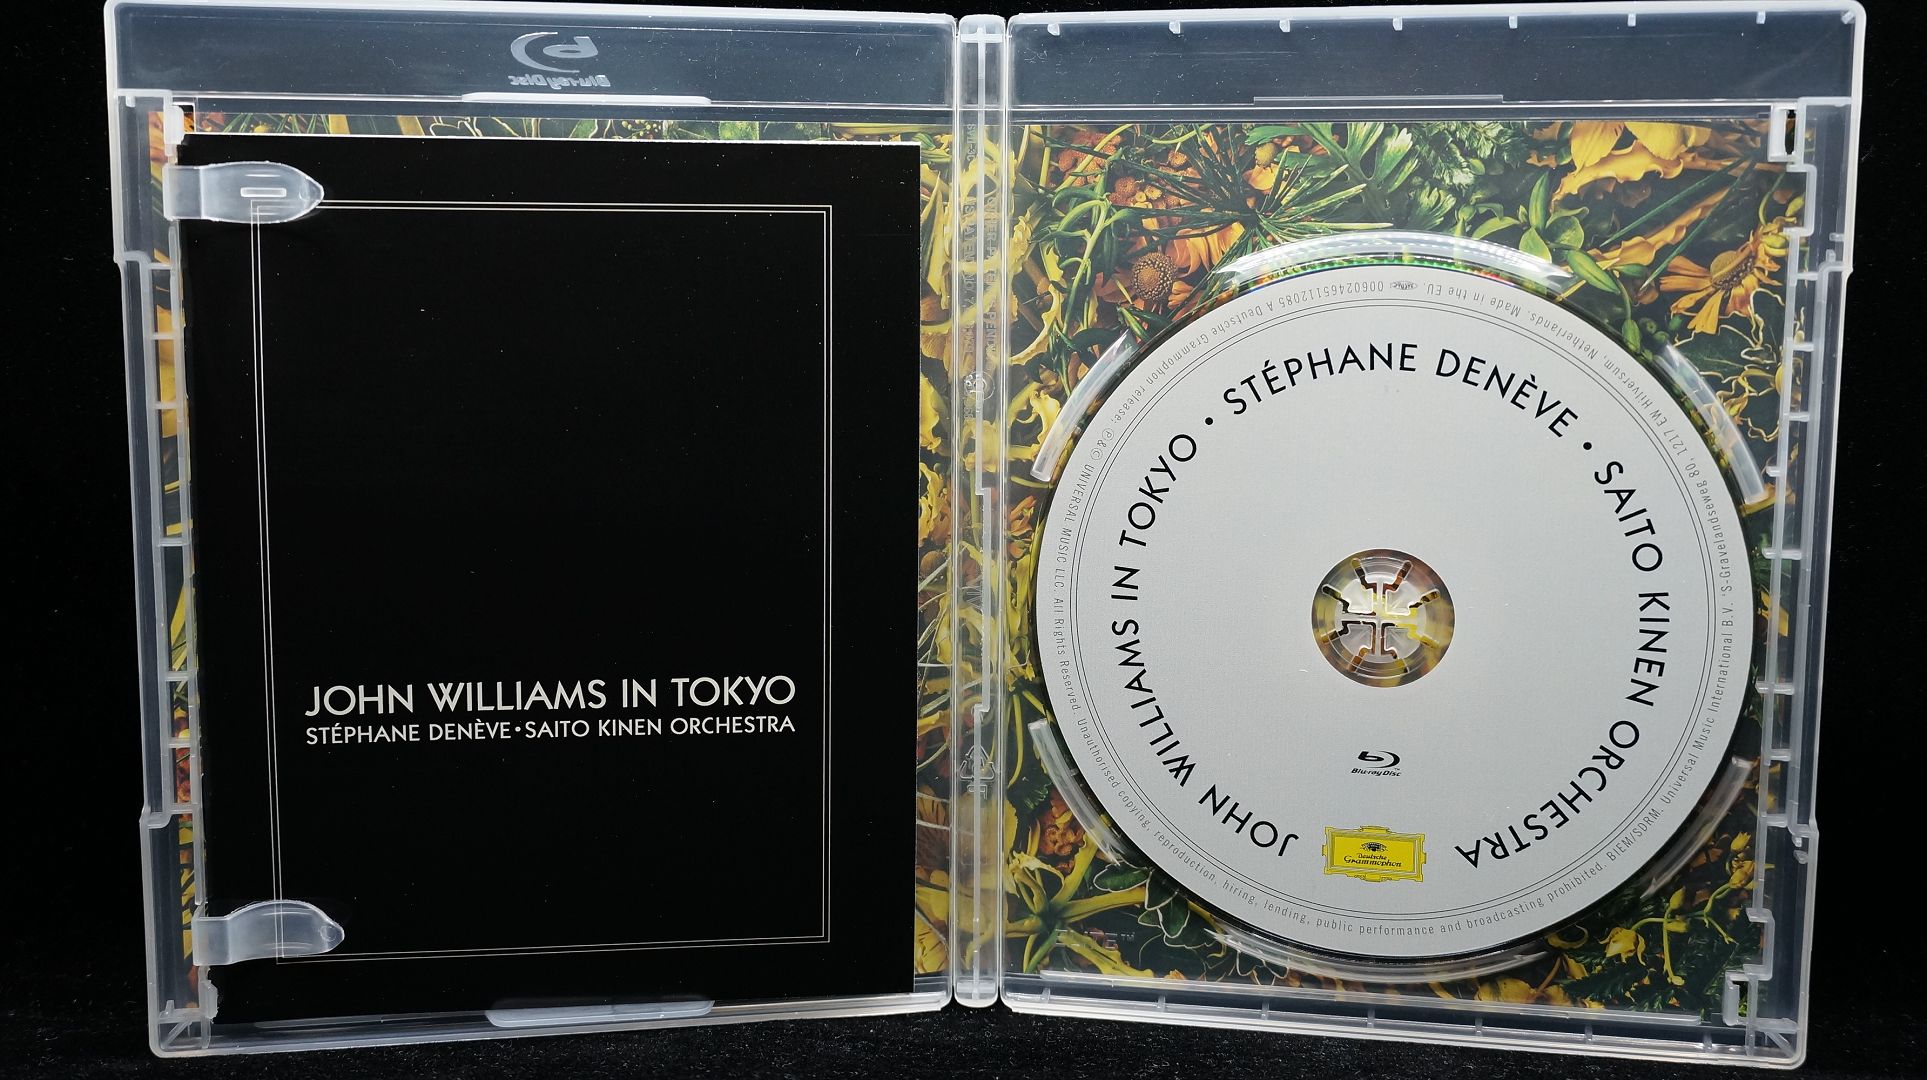 Blu-ray Disc
JOHN WILLIAMS IN TOKYO
STÉPHANE DENÈVE · SAITO KINEN ORCHESTRA
JOHN WILLIAMS IN TOKYO · STÉPHANE DENÈVE · SAITO KINEN ORCHESTRA
00602465112085 A Deutsche Grammophon release; ℗&© UNIVERSAL MUSIC LLC. All Rights Reserved. Unauthorised copying, reproduction, hiring, lending, public performance and broadcasting prohibited. BIEM/SDRM. Universal Music International B.V. 'S-Gravelandseweg 80, 1217 EW Hilversum, Netherlands. Made in the EU.
Blu-ray Disc
Deutsche
Grammophon